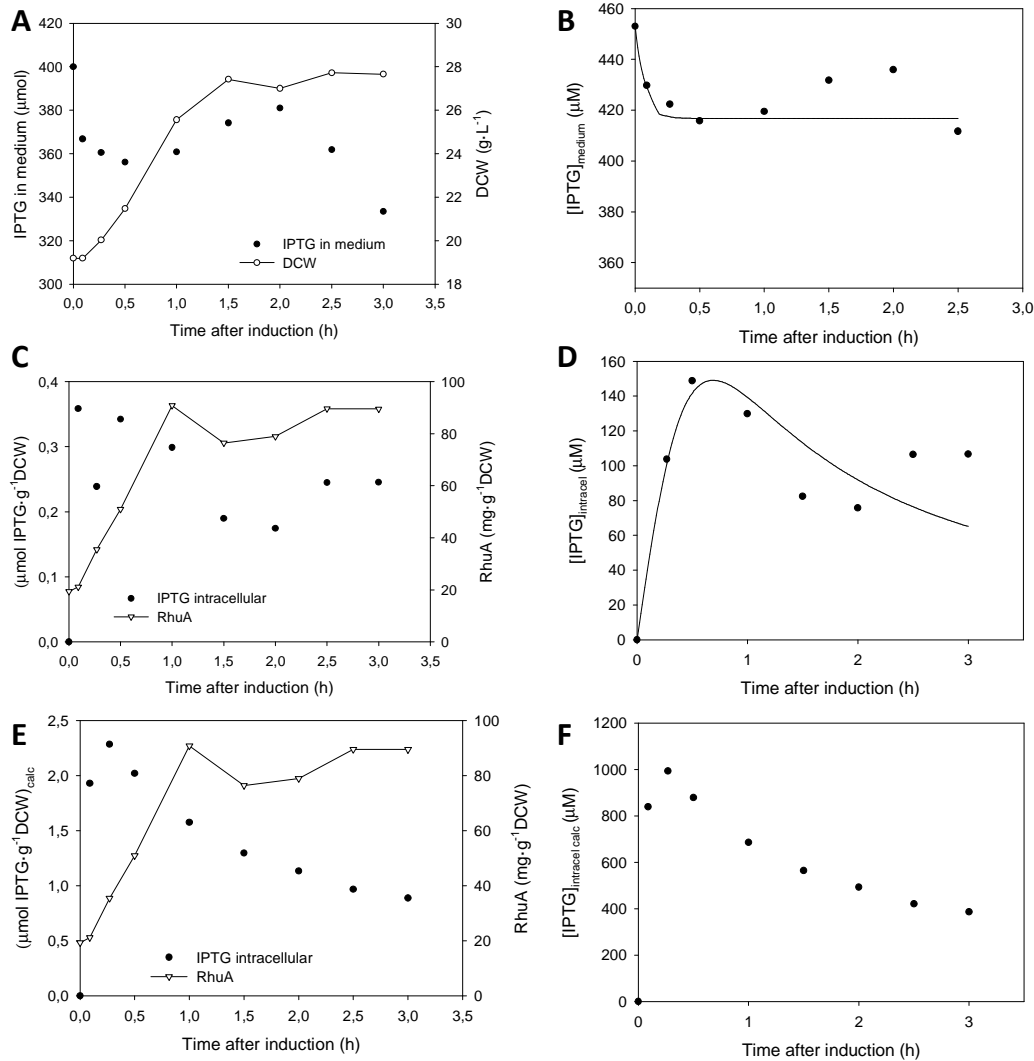 A
420
400
380
360
340
320
300
IPTG in medium (μmol)
30
28
26
24
22
20
18
DCW (g·L-1)
IPTG in medium
DCW
0,0 0,5 1,0 1,5 2,0 2,5 3,0 3,5
Time after induction (h)
B
460
440
420
400
380
360
[IPTG]medium (μM)
0,0 0,5 1,0 1,5 2,0 2,5 3,0
Time after induction (h)
C
0,4
0,3
0,2
0,1
0,0
(μmol IPTG·g-1DCW)
100
80
60
40
20
0
RhuA (mg·g-1DCW)
IPTG intracellular
RhuA
0,0 0,5 1,0 1,5 2,0 2,5 3,0 3,5
Time after induction (h)
D
160
140
120
100
80
60
40
20
0
[IPTG]intracel (μM)
0 1 2 3
Time after induction (h)
E
2,5
2,0
1,5
1,0
0,5
0,0
(μmol IPTG·g-1DCW)calc
100
80
60
40
20
0
RhuA (mg·g-1DCW)
IPTG intracellular
RhuA
0,0 0,5 1,0 1,5 2,0 2,5 3,0 3,5
Time after induction (h)
F
1200
1000
800
600
400
200
0
[IPTG]intracel calc (μM)
0 1 2 3
Time after induction (h)